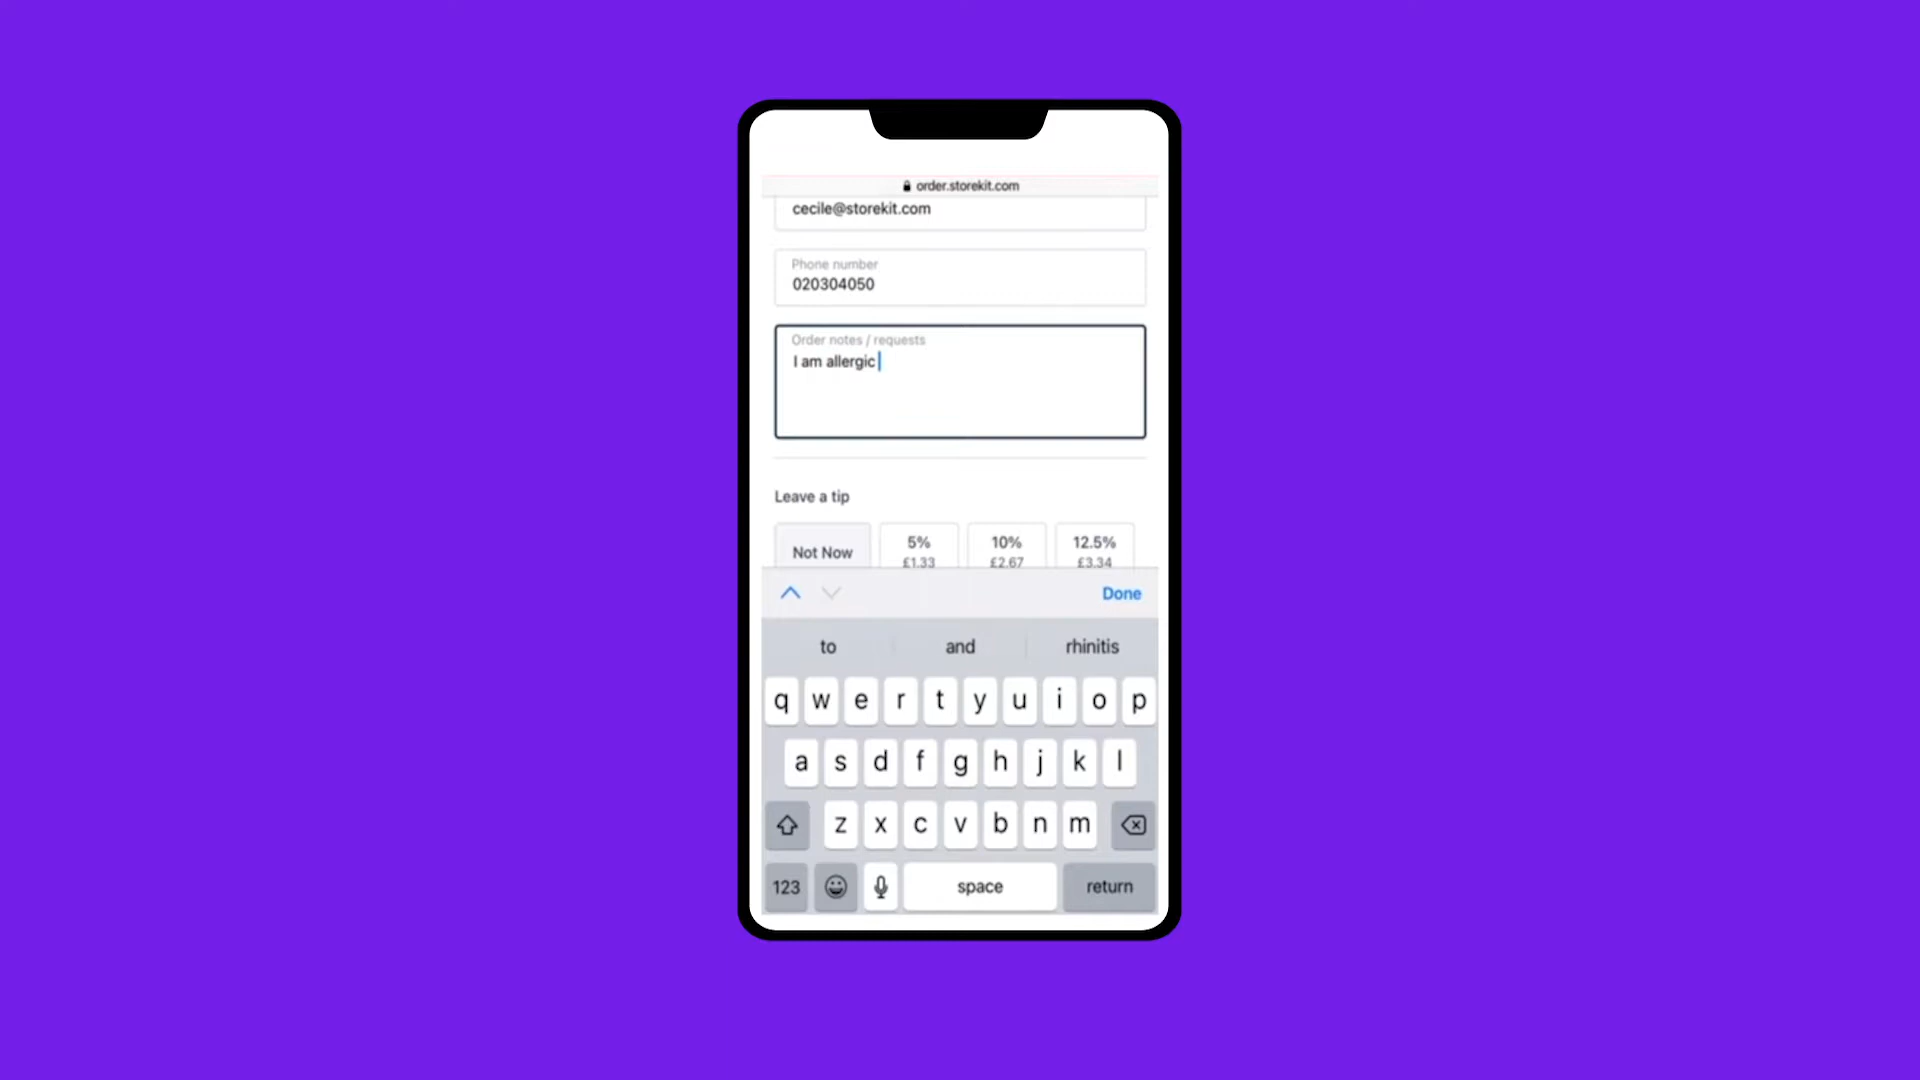 order.storekit.com
cecile@storekit.com
Phone number
020304050
Order notes / requests
I am allergic
Leave a tip
Not Now
5%
£1.33
10%
£2.67
12.5%
£3.34
Done
to and rhinitis
q w e r t y u i o p
a s d f g h j k l
z x c v b n m
123 space return